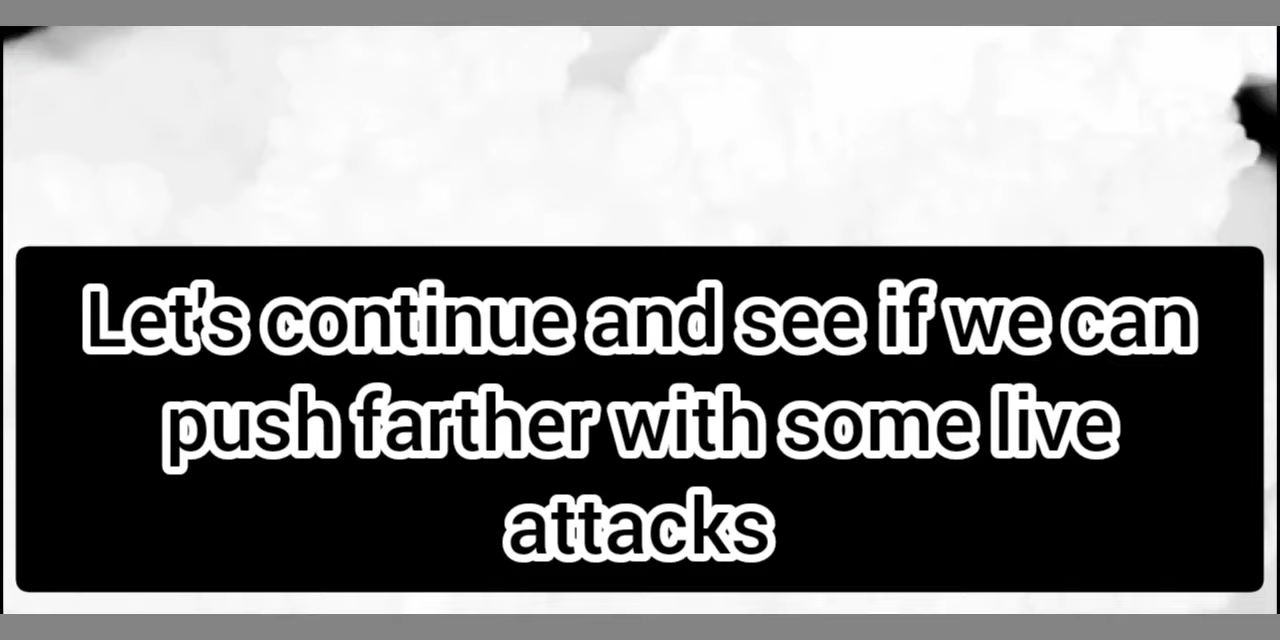 Let's continue and see if we can
push farther with some live
attacks